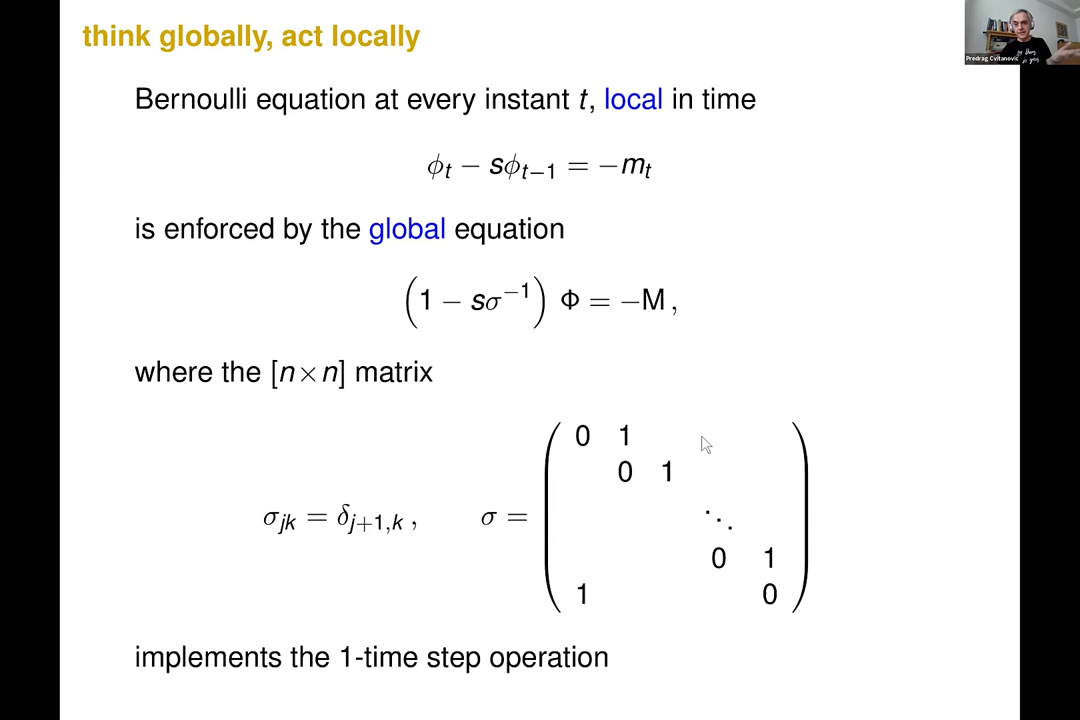 think globally, act locally
Predrag Cvitanović
Bernoulli equation at every instant t, local in time
ϕ_t − sϕ_{t−1} = −m_t
is enforced by the global equation
(1 − sσ^{−1}) Φ = −M ,
where the [n × n] matrix
σ_{jk} = δ_{j+1,k} , σ = ( 0 1
0 1
⋱
0 1
1 0 )
implements the 1-time step operation